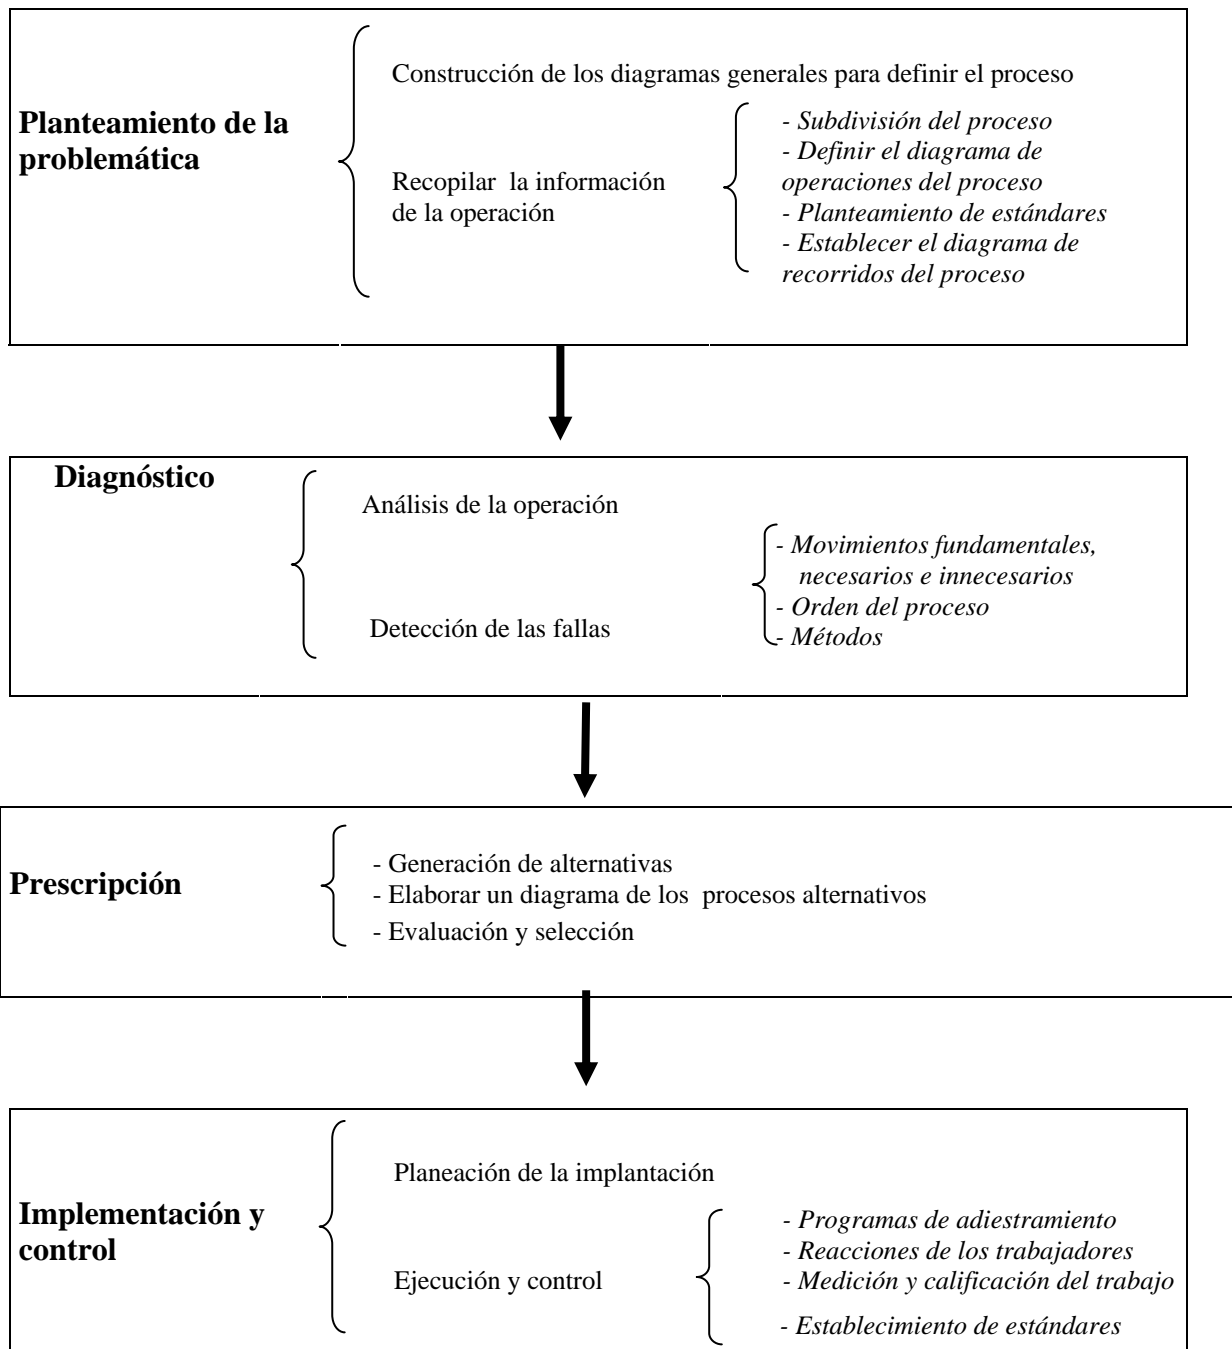 Planteamiento de la
problemática
Construcción de los diagramas generales para definir el proceso
Recopilar la información
de la operación
- Subdivisión del proceso
- Definir el diagrama de
operaciones del proceso
- Planteamiento de estándares
- Establecer el diagrama de
recorridos del proceso
Diagnóstico
Análisis de la operación
Detección de las fallas
- Movimientos fundamentales,
necesarios e innecesarios
- Orden del proceso
- Métodos
Prescripción
- Generación de alternativas
- Elaborar un diagrama de los procesos alternativos
- Evaluación y selección
Implementación y
control
Planeación de la implantación
Ejecución y control
- Programas de adiestramiento
- Reacciones de los trabajadores
- Medición y calificación del trabajo
- Establecimiento de estándares